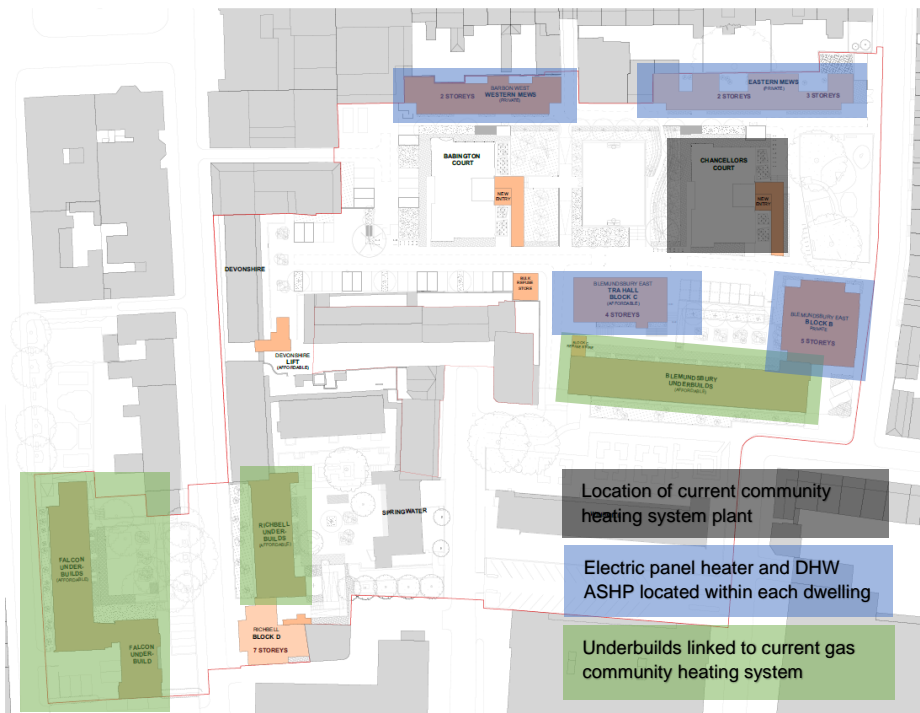 BARBON WEST
2 STOREYS
WESTERN MEWS
(PRIVATE)
EASTERN MEWS
(PRIVATE)
2 STOREYS
3 STOREYS
BABINGTON
COURT
CHANCELLORS
COURT
NEW
ENTRY
NEW
ENTRY
DEVONSHIRE
BULK
REFUSE
STORE
BLEMUNDSBURY EAST
TRA HALL
BLOCK C
(AFFORDABLE)
4 STOREYS
BLEMUNDSBURY EAST
BLOCK B
PRIVATE
5 STOREYS
DEVONSHIRE
LIFT
(AFFORDABLE)
BLEMUNDSBURY
UNDERBUILDS
(AFFORDABLE)
SPRINGWATER
RICHBELL
UNDER-
BUILDS
(AFFORDABLE)
FALCON
UNDER-
BUILDS
(AFFORDABLE)
FALCON
UNDER-
BUILD
RICHBELL
BLOCK D
7 STOREYS
Location of current community
heating system plant
Electric panel heater and DHW
ASHP located within each dwelling
Underbuilds linked to current gas
community heating system